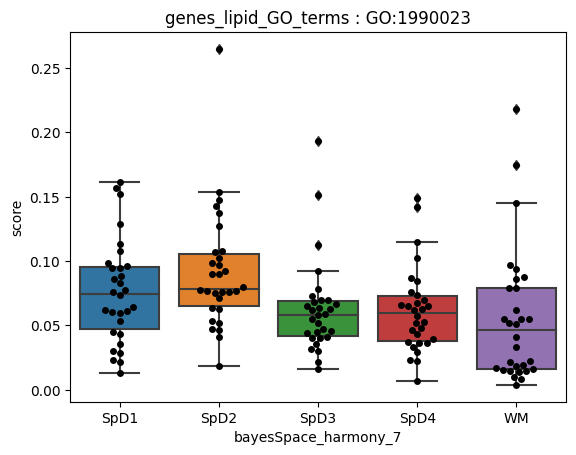 genes_lipid_GO_terms : GO:1990023
0.25
0.20
0.15
0.10
0.05
0.00
score
SpD1 SpD2 SpD3 SpD4 WM
bayesSpace_harmony_7